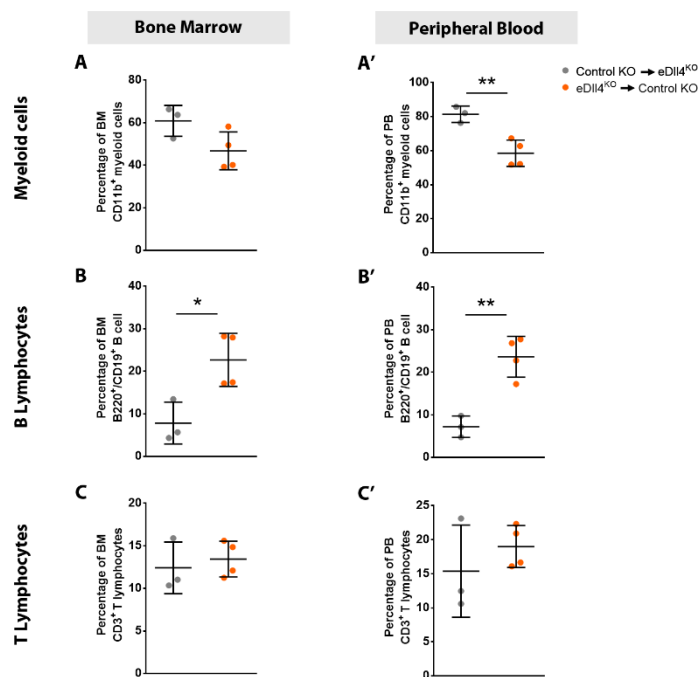 Bone Marrow
Peripheral Blood
Control KO → eDll4ᴷᴼ
eDll4ᴷᴼ → Control KO
Myeloid cells
A
Percentage of BM
CD11b⁺ myeloid cells
80
60
40
20
0
A′
Percentage of PB
CD11b⁺ myeloid cells
100
80
60
40
20
0
**
B Lymphocytes
B
Percentage of BM
B220⁺/CD19⁺ B cell
40
30
20
10
0
*
B′
Percentage of PB
B220⁺/CD19⁺ B cell
40
30
20
10
0
**
T Lymphocytes
C
Percentage of BM
CD3⁺ T lymphocytes
20
15
10
5
0
C′
Percentage of PB
CD3⁺ T lymphocytes
25
20
15
10
5
0